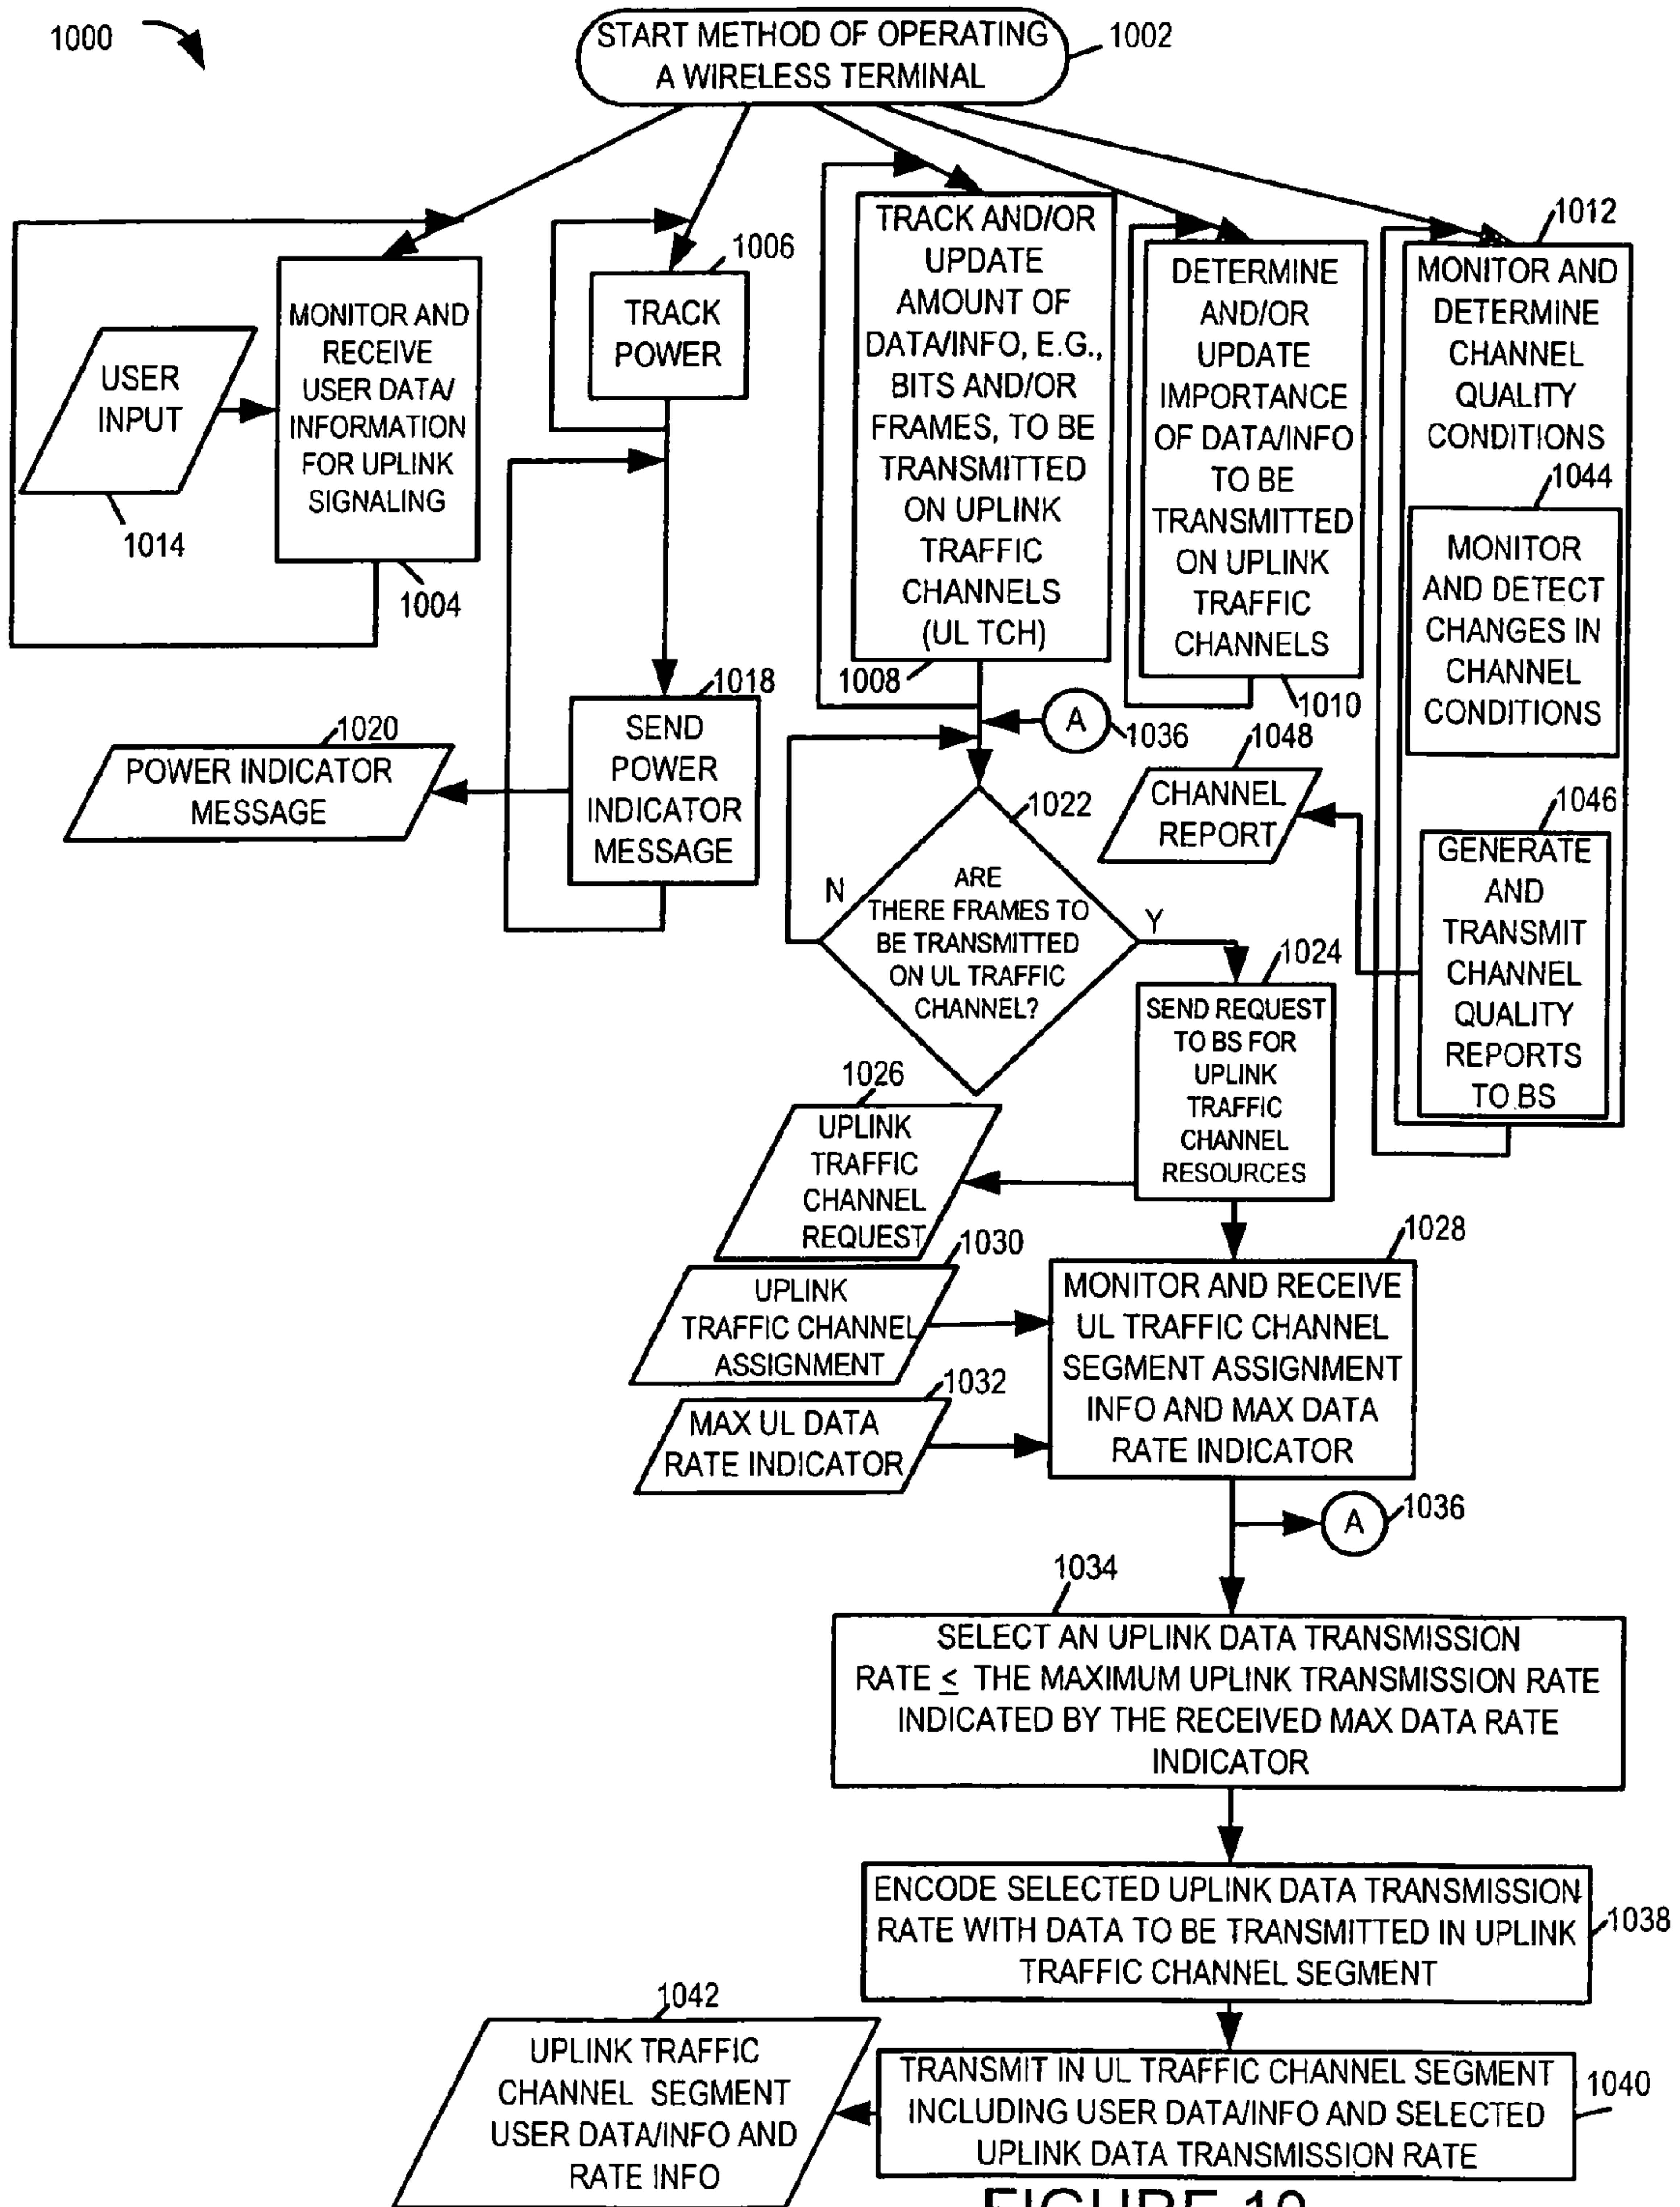 1000
START METHOD OF OPERATING
A WIRELESS TERMINAL
1002
USER
INPUT
1014
MONITOR AND
RECEIVE
USER DATA/
INFORMATION
FOR UPLINK
SIGNALING
1004
1006
TRACK
POWER
1018
SEND
POWER
INDICATOR
MESSAGE
1020
POWER INDICATOR
MESSAGE
TRACK AND/OR
UPDATE
AMOUNT OF
DATA/INFO, E.G.,
BITS AND/OR
FRAMES, TO BE
TRANSMITTED
ON UPLINK
TRAFFIC
CHANNELS
(UL TCH)
1008
DETERMINE
AND/OR
UPDATE
IMPORTANCE
OF DATA/INFO
TO BE
TRANSMITTED
ON UPLINK
TRAFFIC
CHANNELS
1010
1012
MONITOR AND
DETERMINE
CHANNEL
QUALITY
CONDITIONS
1044
MONITOR
AND DETECT
CHANGES IN
CHANNEL
CONDITIONS
1046
GENERATE
AND
TRANSMIT
CHANNEL
QUALITY
REPORTS
TO BS
1048
CHANNEL
REPORT
A
1036
1022
ARE
THERE FRAMES TO
BE TRANSMITTED
ON UL TRAFFIC
CHANNEL?
N
Y
1024
SEND REQUEST
TO BS FOR
UPLINK
TRAFFIC
CHANNEL
RESOURCES
1026
UPLINK
TRAFFIC
CHANNEL
REQUEST
1028
MONITOR AND RECEIVE
UL TRAFFIC CHANNEL
SEGMENT ASSIGNMENT
INFO AND MAX DATA
RATE INDICATOR
1030
UPLINK
TRAFFIC CHANNEL
ASSIGNMENT
1032
MAX UL DATA
RATE INDICATOR
A
1036
1034
SELECT AN UPLINK DATA TRANSMISSION
RATE ≤ THE MAXIMUM UPLINK TRANSMISSION RATE
INDICATED BY THE RECEIVED MAX DATA RATE
INDICATOR
ENCODE SELECTED UPLINK DATA TRANSMISSION
RATE WITH DATA TO BE TRANSMITTED IN UPLINK
TRAFFIC CHANNEL SEGMENT
1038
TRANSMIT IN UL TRAFFIC CHANNEL SEGMENT
INCLUDING USER DATA/INFO AND SELECTED
UPLINK DATA TRANSMISSION RATE
1040
1042
UPLINK TRAFFIC
CHANNEL SEGMENT
USER DATA/INFO AND
RATE INFO
FIGURE 10